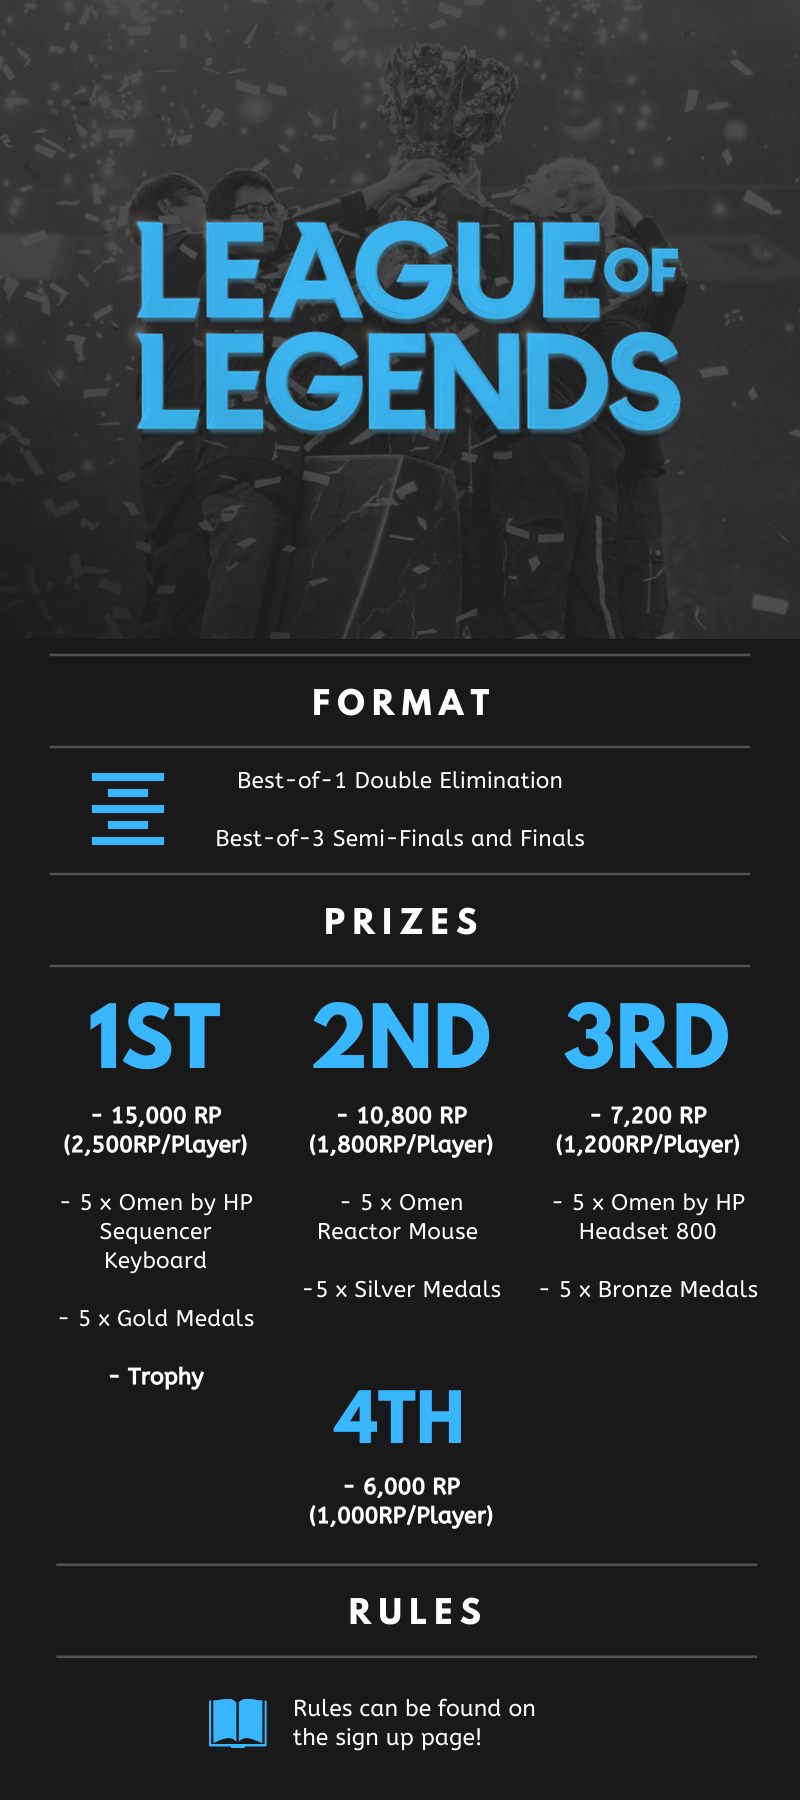 LEAGUE OF
LEGENDS
FORMAT
Best-of-1 Double Elimination
Best-of-3 Semi-Finals and Finals
PRIZES
1ST
- 15,000 RP
(2,500RP/Player)
- 5 x Omen by HP
Sequencer
Keyboard
- 5 x Gold Medals
- Trophy
2ND
- 10,800 RP
(1,800RP/Player)
- 5 x Omen
Reactor Mouse
-5 x Silver Medals
3RD
- 7,200 RP
(1,200RP/Player)
- 5 x Omen by HP
Headset 800
- 5 x Bronze Medals
4TH
- 6,000 RP
(1,000RP/Player)
RULES
Rules can be found on
the sign up page!